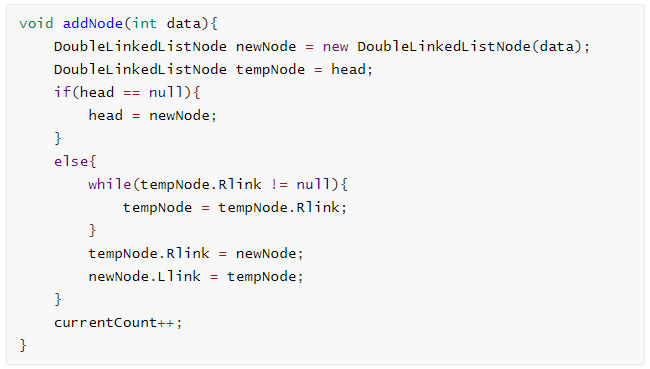 void addNode(int data){
    DoubleLinkedListNode newNode = new DoubleLinkedListNode(data);
    DoubleLinkedListNode tempNode = head;
    if(head == null){
        head = newNode;
    }
    else{
        while(tempNode.Rlink != null){
            tempNode = tempNode.Rlink;
        }
        tempNode.Rlink = newNode;
        newNode.Llink = tempNode;
    }
    currentCount++;
}